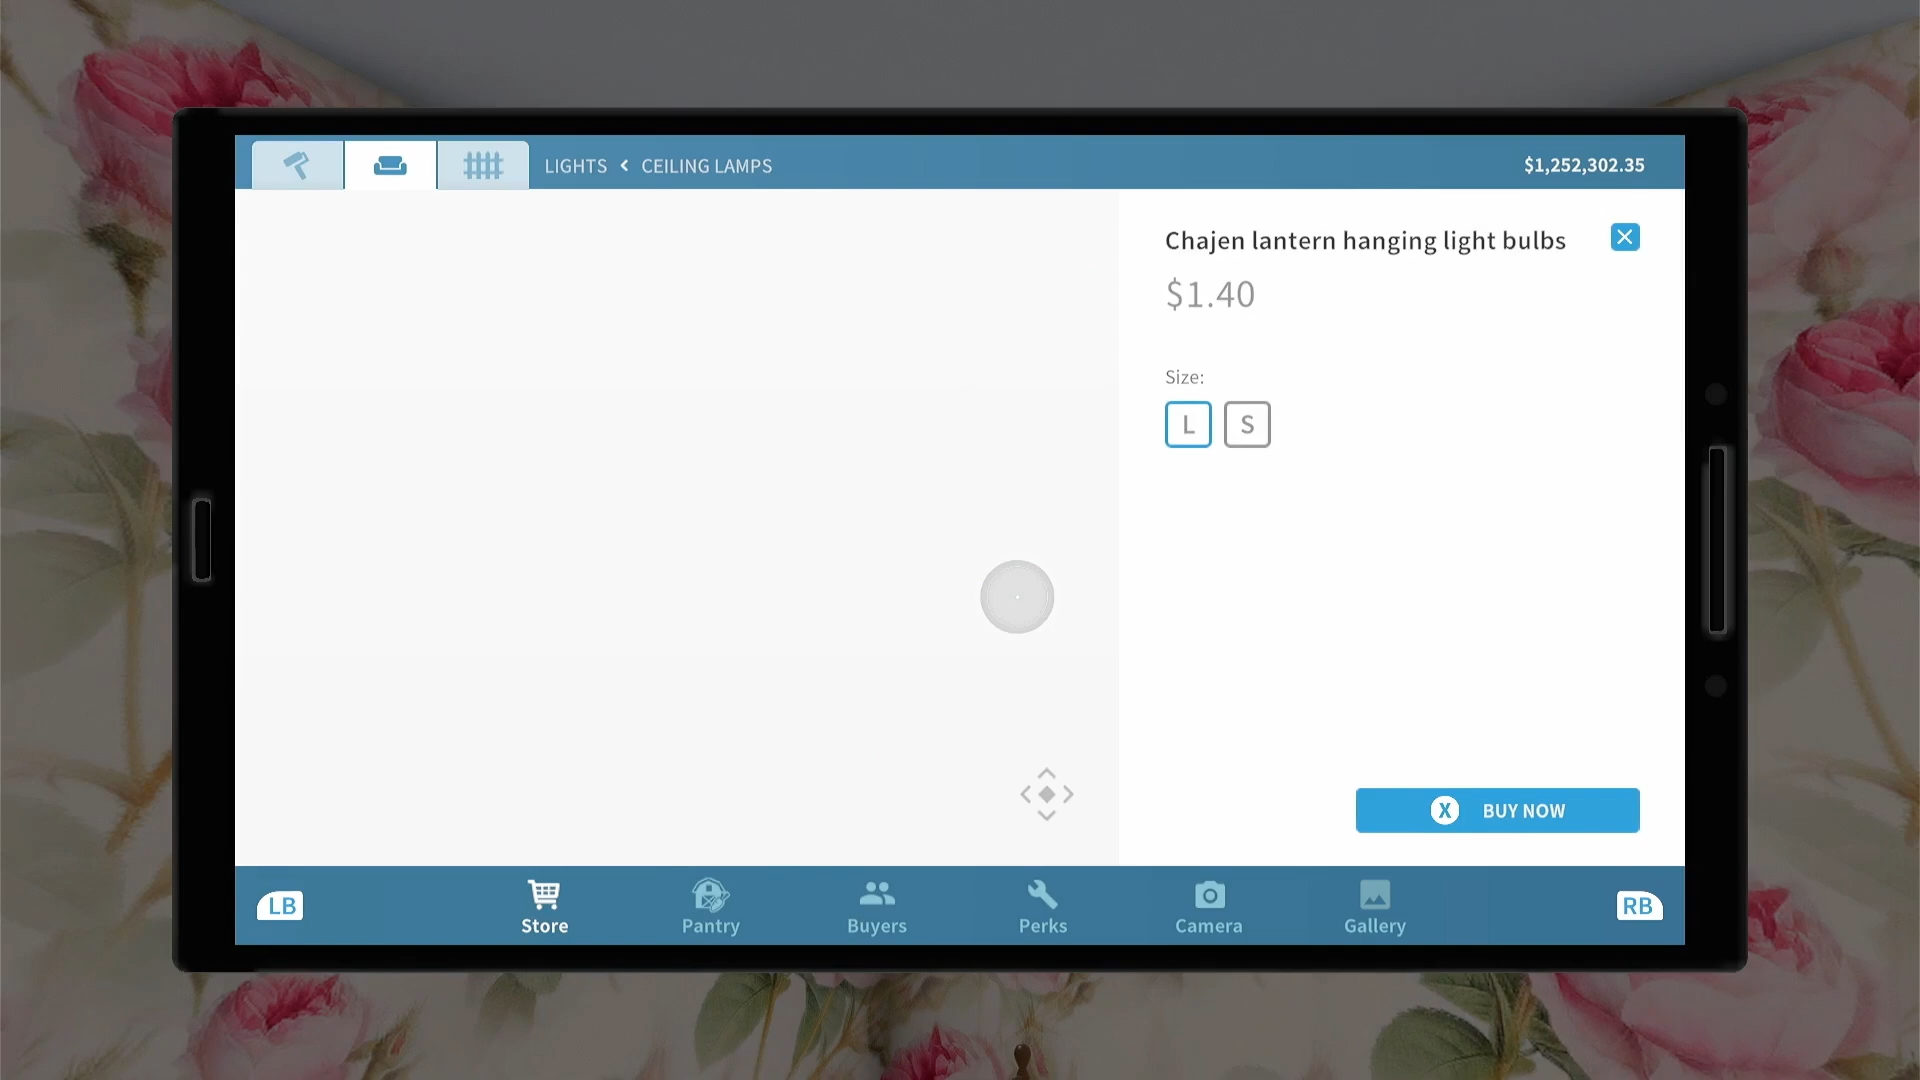 LIGHTS < CEILING LAMPS
$1,252,302.35
Chajen lantern hanging light bulbs
$1.40
Size:
L S
X BUY NOW
LB
Store
Pantry
Buyers
Perks
Camera
Gallery
RB